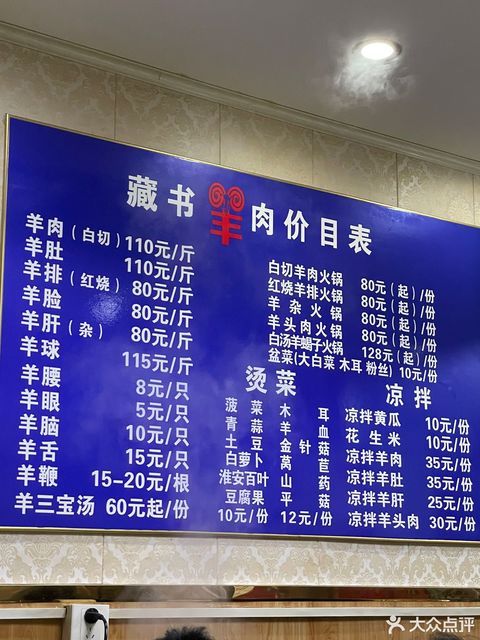 藏书羊肉价目表
羊肉(白切) 110元/斤
羊肚 110元/斤
羊排(红烧) 80元/斤
羊脸 80元/斤
羊肝(杂) 80元/斤
羊球 115元/斤
羊腰 8元/只
羊眼 5元/只
羊脑 10元/只
羊舌 15元/只
羊鞭 15-20元/根
羊三宝汤 60元起/份
白切羊肉火锅 80元(起)/份
红烧羊排火锅 80元(起)/份
羊杂火锅 80元(起)/份
羊头肉火锅 80元(起)/份
白汤羊蝎子火锅 128元(起)/份
盆菜(大白菜 木耳 粉丝) 10元/份
烫菜
菠菜 木耳
青蒜 羊血
土豆 金针菇
白萝卜 莴苣
淮安百叶 山药
豆腐果 平菇
10元/份 12元/份
凉拌
凉拌黄瓜 10元/份
花生米 10元/份
凉拌羊肉 35元/份
凉拌羊肚 35元/份
凉拌羊肝 25元/份
凉拌羊头肉 30元/份
大众点评